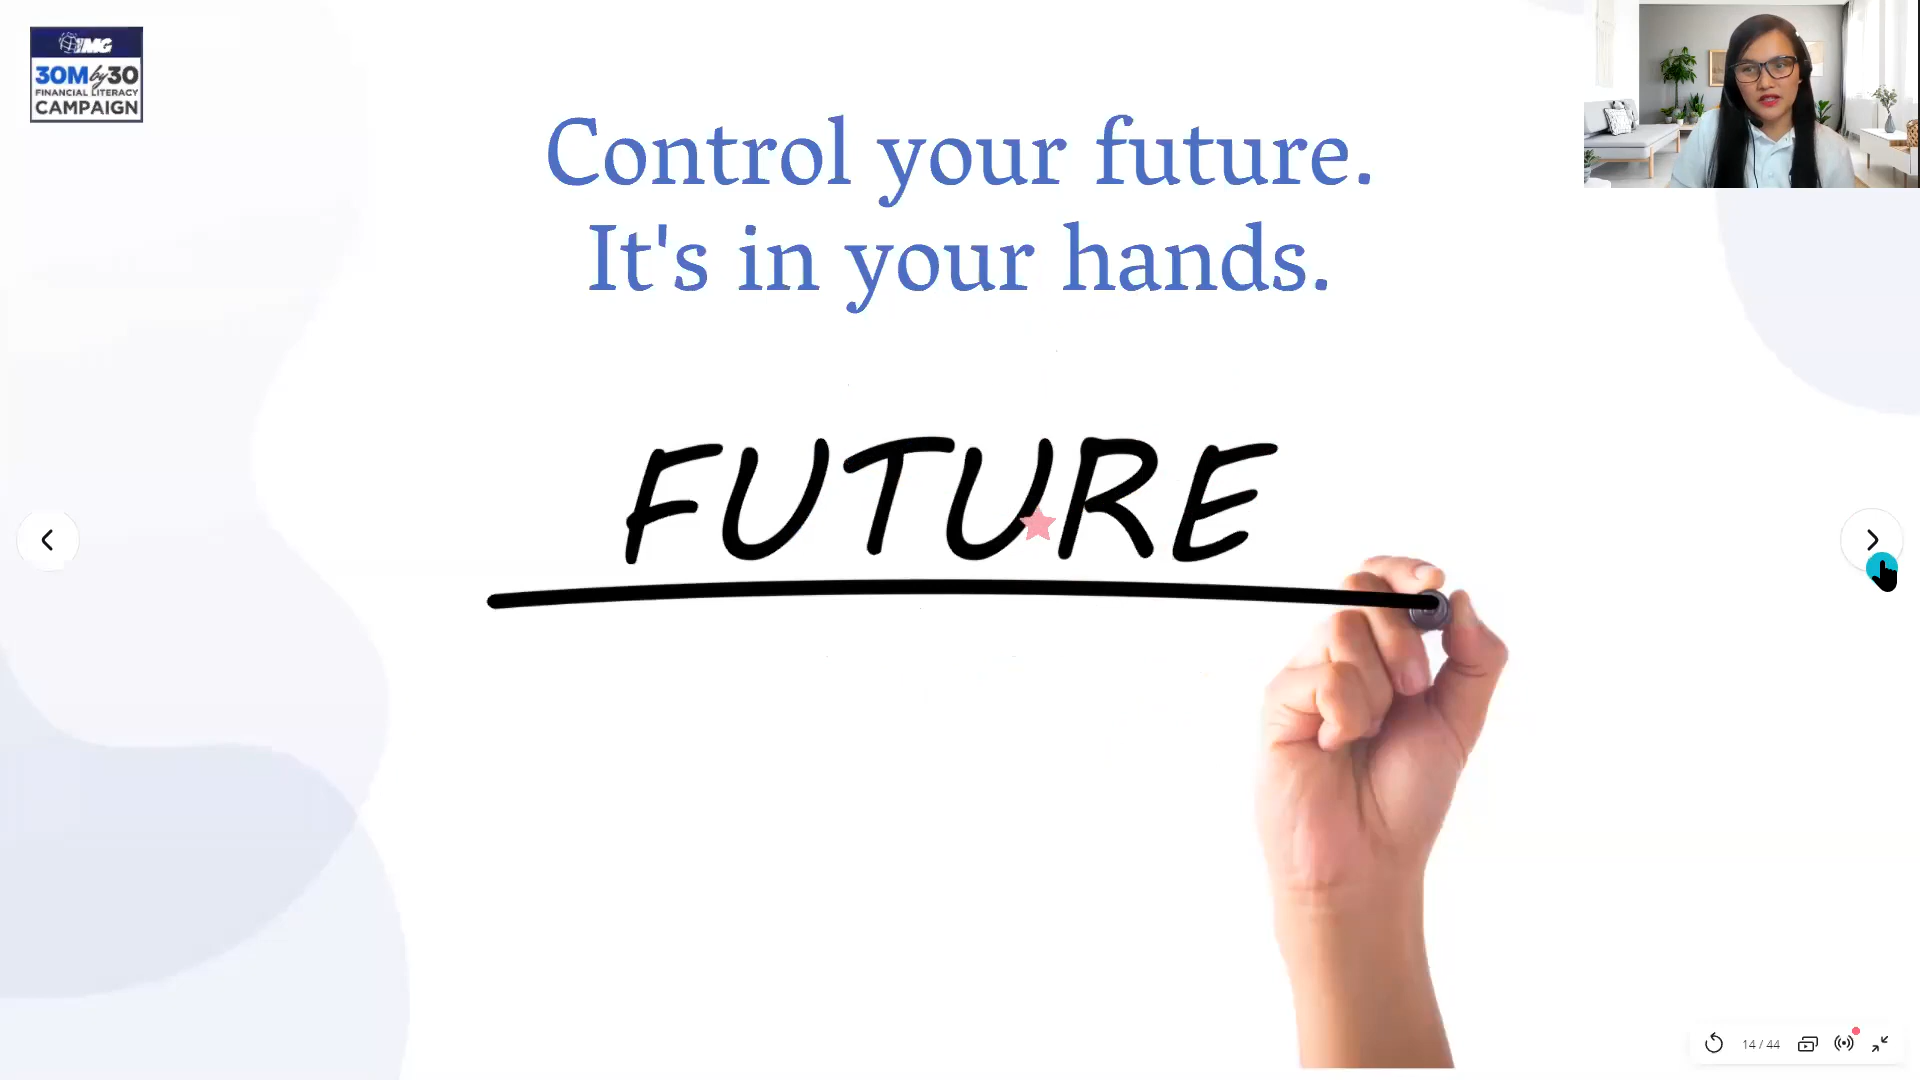 IMG
30M by 30
FINANCIAL LITERACY
CAMPAIGN
Control your future.
It's in your hands.
FUTURE
14 / 44